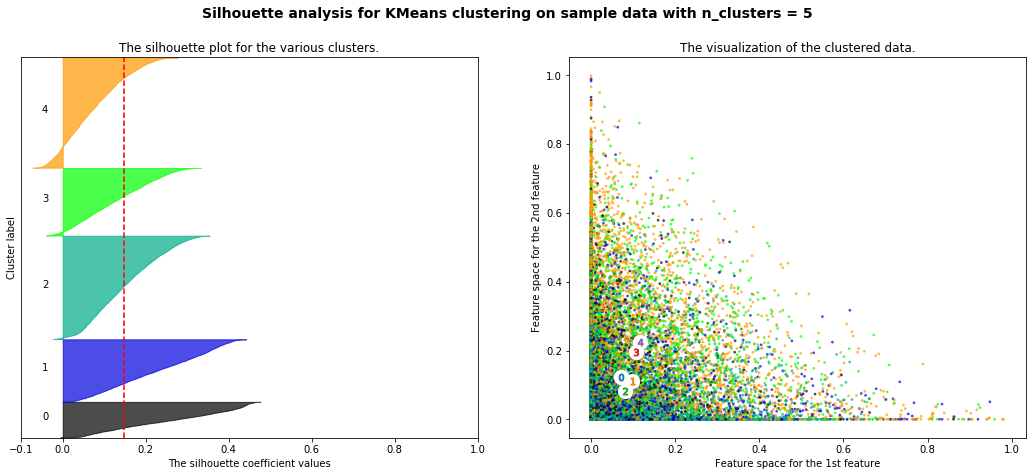 Silhouette analysis for KMeans clustering on sample data with n_clusters = 5
The silhouette plot for the various clusters.
4
3
2
1
0
Cluster label
−0.1 0.0 0.2 0.4 0.6 0.8 1.0
The silhouette coefficient values
The visualization of the clustered data.
1.0
0.8
0.6
0.4
0.2
0.0
Feature space for the 2nd feature
4
3
0
1
2
0.0 0.2 0.4 0.6 0.8 1.0
Feature space for the 1st feature